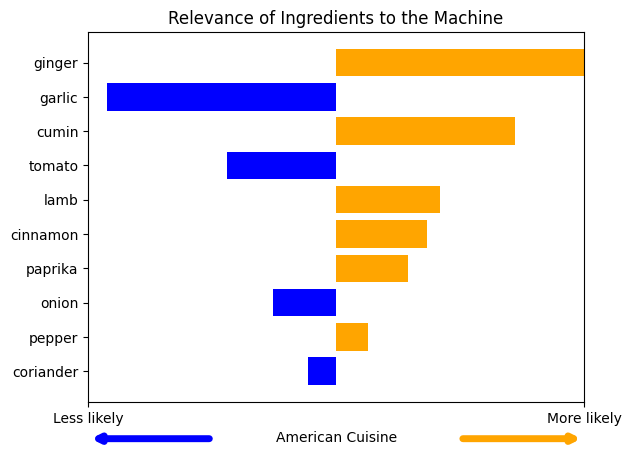 Relevance of Ingredients to the Machine
ginger
garlic
cumin
tomato
lamb
cinnamon
paprika
onion
pepper
coriander
Less likely More likely
American Cuisine